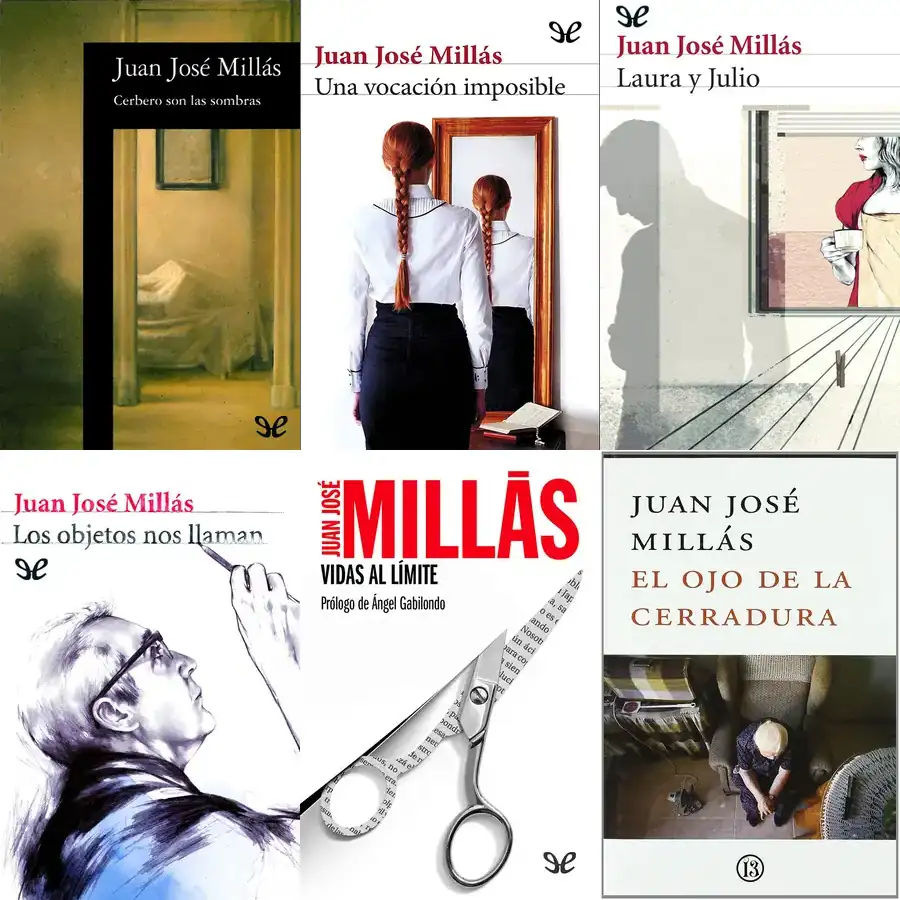 Juan José Millás
Cerbero son las sombras
Juan José Millás
Una vocación imposible
Juan José Millás
Laura y Julio
Juan José Millás
Los objetos nos llaman
JUAN JOSÉ
MILLÁS
VIDAS AL LÍMITE
Prólogo de Ángel Gabilondo
JUAN JOSÉ
MILLÁS
EL OJO DE LA
CERRADURA
13